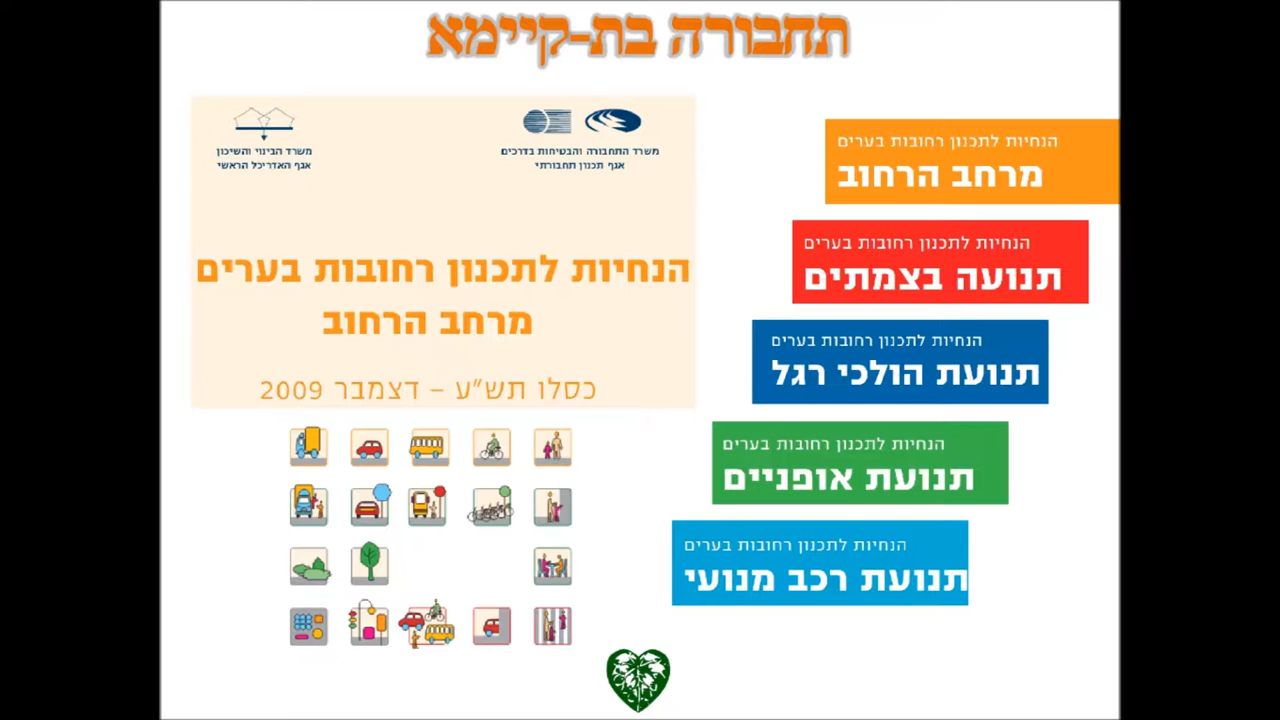 תחבורה בת-קיימא
משרד התחבורה והבטיחות בדרכים
אגף תכנון תחבורתי
משרד הבינוי והשיכון
אגף האדריכל הראשי
הנחיות לתכנון רחובות בערים
מרחב הרחוב
כסלו תש"ע – דצמבר 2009
הנחיות לתכנון רחובות בערים
מרחב הרחוב
הנחיות לתכנון רחובות בערים
תנועה בצמתים
הנחיות לתכנון רחובות בערים
תנועת הולכי רגל
הנחיות לתכנון רחובות בערים
תנועת אופניים
הנחיות לתכנון רחובות בערים
תנועת רכב מנועי